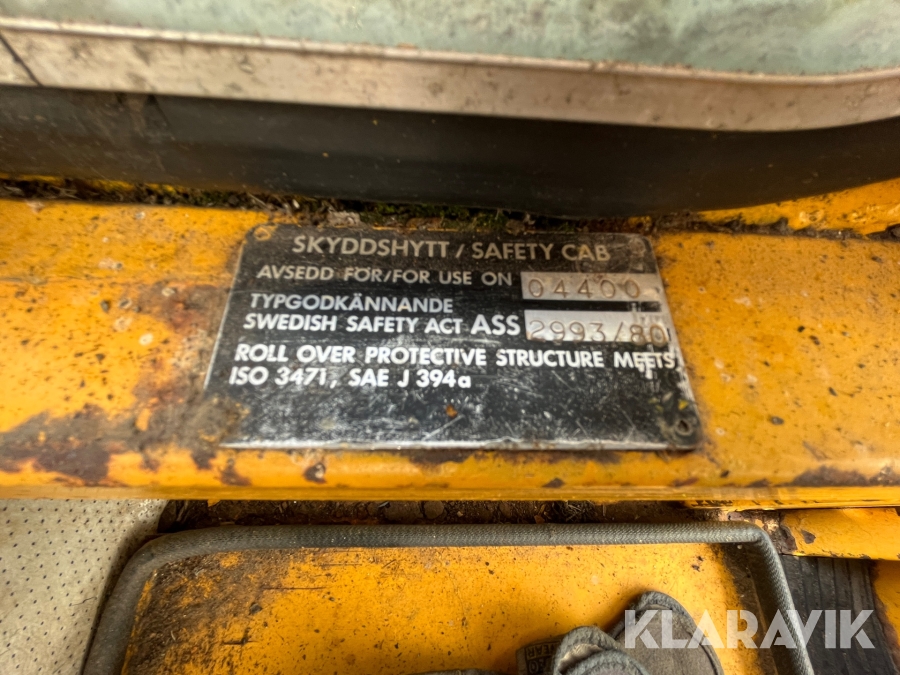 SKYDDSHYTT / SAFETY CAB
AVSEDD FÖR/FOR USE ON 04400
TYPGODKÄNNANDE
SWEDISH SAFETY ACT ASS 2993/80
ROLL OVER PROTECTIVE STRUCTURE MEETS
ISO 3471, SAE J 394a
KLARAVIK